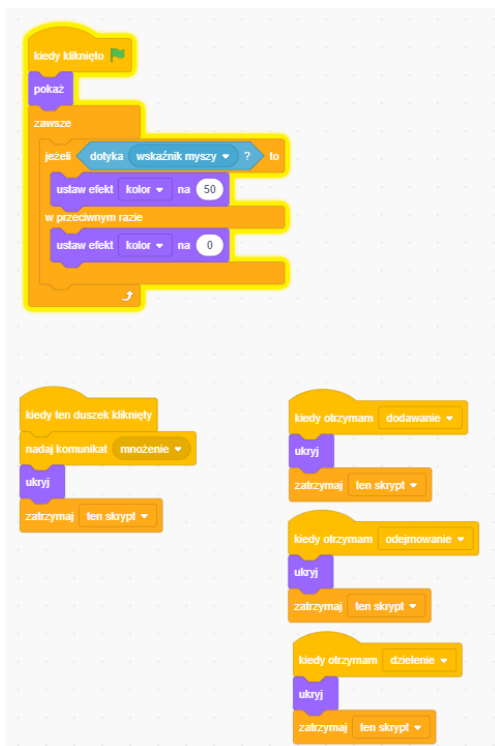 kiedy kliknięto
pokaż
zawsze
jeżeli dotyka wskaźnik myszy ? to
ustaw efekt kolor na 50
w przeciwnym razie
ustaw efekt kolor na 0
kiedy ten duszek kliknięty
nadaj komunikat mnożenie
ukryj
zatrzymaj ten skrypt
kiedy otrzymam dodawanie
ukryj
zatrzymaj ten skrypt
kiedy otrzymam odejmowanie
ukryj
zatrzymaj ten skrypt
kiedy otrzymam dzielenie
ukryj
zatrzymaj ten skrypt